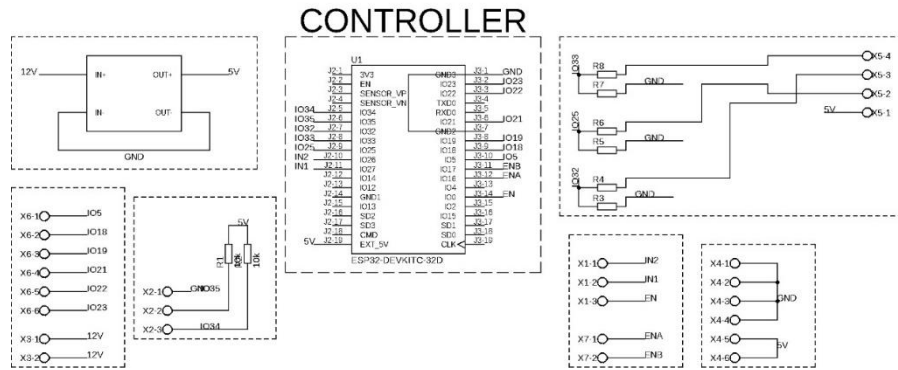 CONTROLLER
12V
IN+
OUT+
5V
IN-
OUT-
GND
U1
J2-1 3V3 GND3 J3-1 GND
J2-2 EN IO23 J3-2 IO23
J2-3 SENSOR_VP IO22 J3-3 IO22
J2-4 SENSOR_VN TXD0 J3-4
IO34 J2-5 IO34 RXD0 J3-5
IO35 J2-6 IO35 IO21 J3-6 IO21
IO32 J2-7 IO32 GND2 J3-7
IO33 J2-8 IO33 IO19 J3-8 IO19
IO25 J2-9 IO25 IO18 J3-9 IO18
IN2 J2-10 IO26 IO5 J3-10 IO5
IN1 J2-11 IO27 IO17 J3-11 ENB
J2-12 IO14 IO16 J3-12 ENA
J2-13 IO12 IO4 J3-13
J2-14 GND1 IO0 J3-14 EN
J2-15 IO13 IO2 J3-15
J2-16 SD2 IO15 J3-16
J2-17 SD3 SD1 J3-17
J2-18 CMD SD0 J3-18
5V J2-19 EXT_5V CLK J3-19
ESP32-DEVKITC-32D
IO33
R8
R7
GND
IO25
R6
R5
GND
IO32
R4
R3
GND
X5-4
X5-3
X5-2
5V X5-1
X6-1 IO5
X6-2 IO18
X6-3 IO19
X6-4 IO21
X6-5 IO22
X6-6 IO23
X3-1 12V
X3-2 12V
5V
R1
10k
X2-1 GND
IO35
X2-2
X2-3 IO34
X1-1 IN2
X1-2 IN1
X1-3 EN
X7-1 ENA
X7-2 ENB
X4-1
X4-2
X4-3 GND
X4-4
X4-5 5V
X4-6